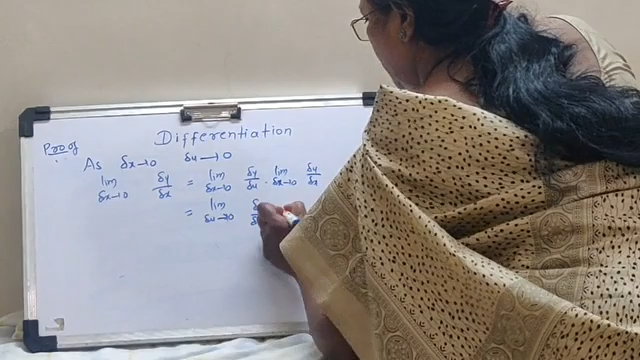 Differentiation
Proof
:
As δx→0 δu→0
lim δx→0 δy/δx = lim δx→0 δy/δu · lim δx→0 δy/δx
= lim δu→0